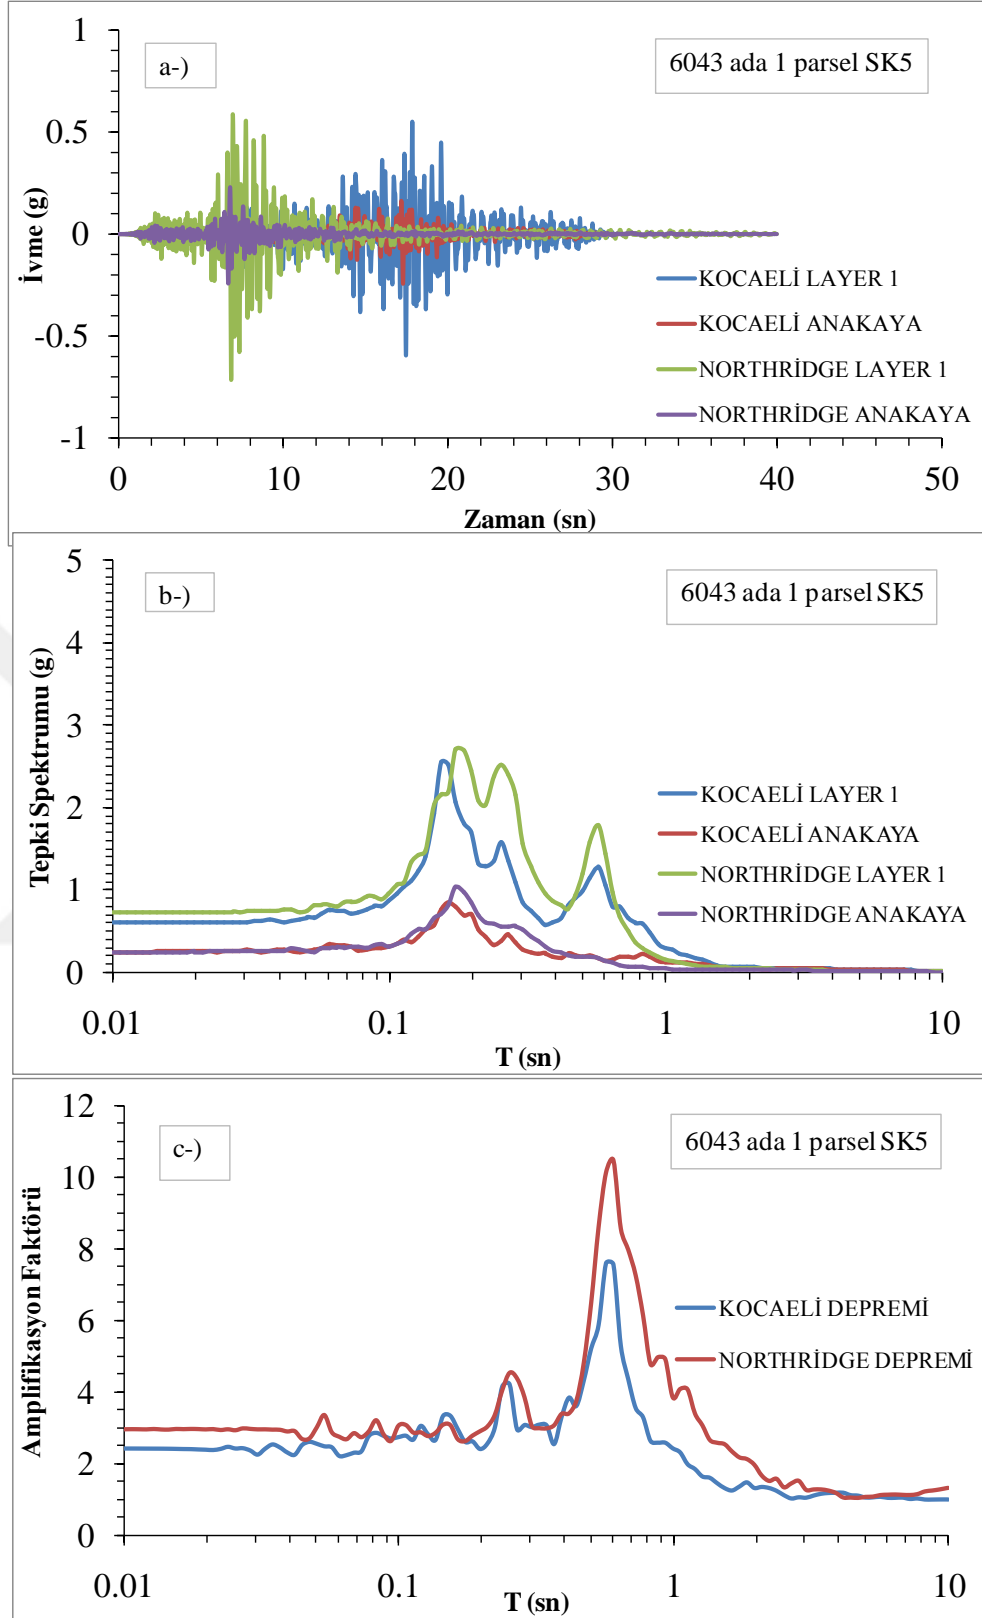 a-)
6043 ada 1 parsel SK5
1
0.5
0
-0.5
-1
İvme (g)
KOCAELİ LAYER 1
KOCAELİ ANAKAYA
NORTHRİDGE LAYER 1
NORTHRİDGE ANAKAYA
0 10 20 30 40 50
Zaman (sn)
b-)
6043 ada 1 parsel SK5
5
4
3
2
1
0
Tepki Spektrumu (g)
KOCAELİ LAYER 1
KOCAELİ ANAKAYA
NORTHRİDGE LAYER 1
NORTHRİDGE ANAKAYA
0.01 0.1 1 10
T (sn)
c-)
6043 ada 1 parsel SK5
12
10
8
6
4
2
0
Amplifikasyon Faktörü
KOCAELİ DEPREMİ
NORTHRİDGE DEPREMİ
0.01 0.1 1 10
T (sn)